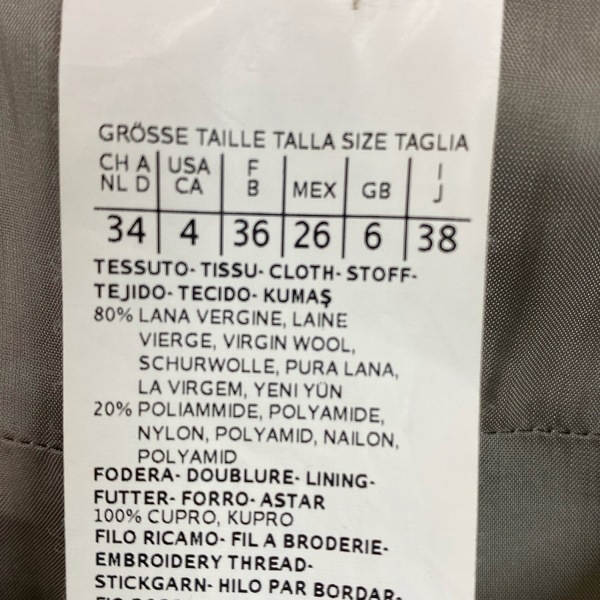 GRÖSSE TAILLE TALLA SIZE TAGLIA
CH A USA F I
NL D CA B MEX GB J
34 4 36 26 6 38
TESSUTO- TISSU- CLOTH- STOFF-
TEJIDO- TECIDO- KUMAŞ
80% LANA VERGINE, LAINE
VIERGE, VIRGIN WOOL,
SCHURWOLLE, PURA LANA,
LA VIRGEM, YENI YÜN
20% POLIAMMIDE, POLYAMIDE,
NYLON, POLYAMID, NAILON,
POLYAMID
FODERA- DOUBLURE- LINING-
FUTTER- FORRO- ASTAR
100% CUPRO, KUPRO
FILO RICAMO- FIL A BRODERIE-
EMBROIDERY THREAD-
STICKGARN- HILO PAR BORDAR-